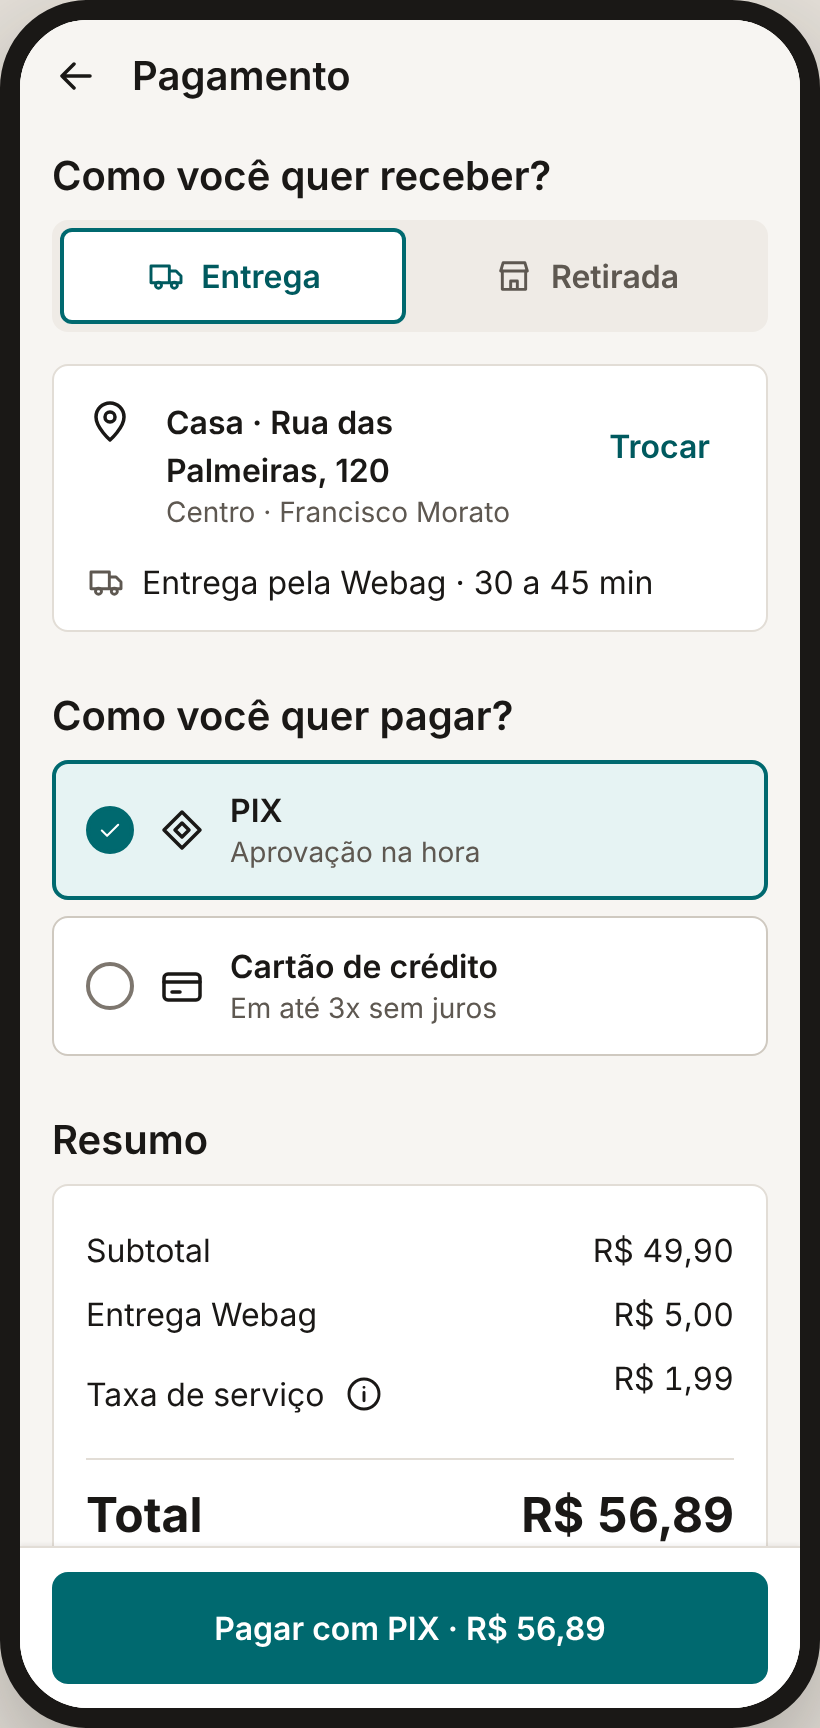 Pagamento
Como você quer receber?
Entrega
Retirada
Casa · Rua das
Palmeiras, 120
Trocar
Centro · Francisco Morato
Entrega pela Webag · 30 a 45 min
Como você quer pagar?
PIX
Aprovação na hora
Cartão de crédito
Em até 3x sem juros
Resumo
Subtotal R$ 49,90
Entrega Webag R$ 5,00
Taxa de serviço R$ 1,99
Total R$ 56,89
Pagar com PIX · R$ 56,89